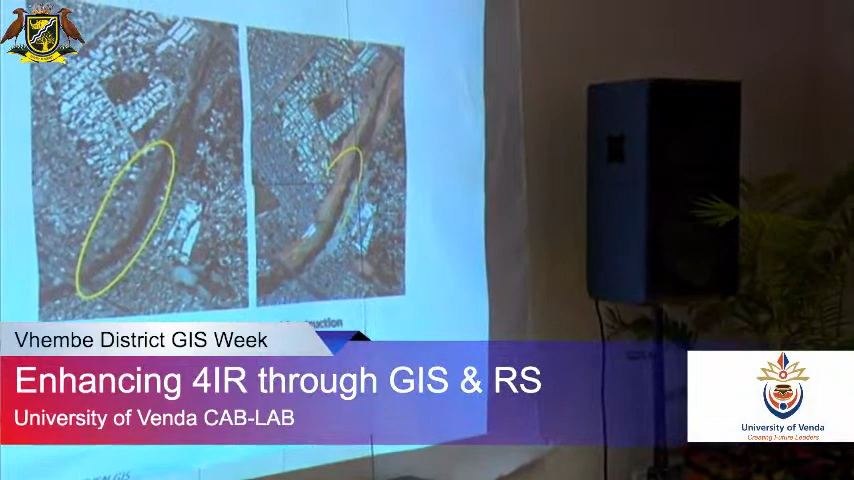 Vhembe District GIS Week
Enhancing 4IR through GIS & RS
University of Venda CAB-LAB
University of Venda
Creating Future Leaders